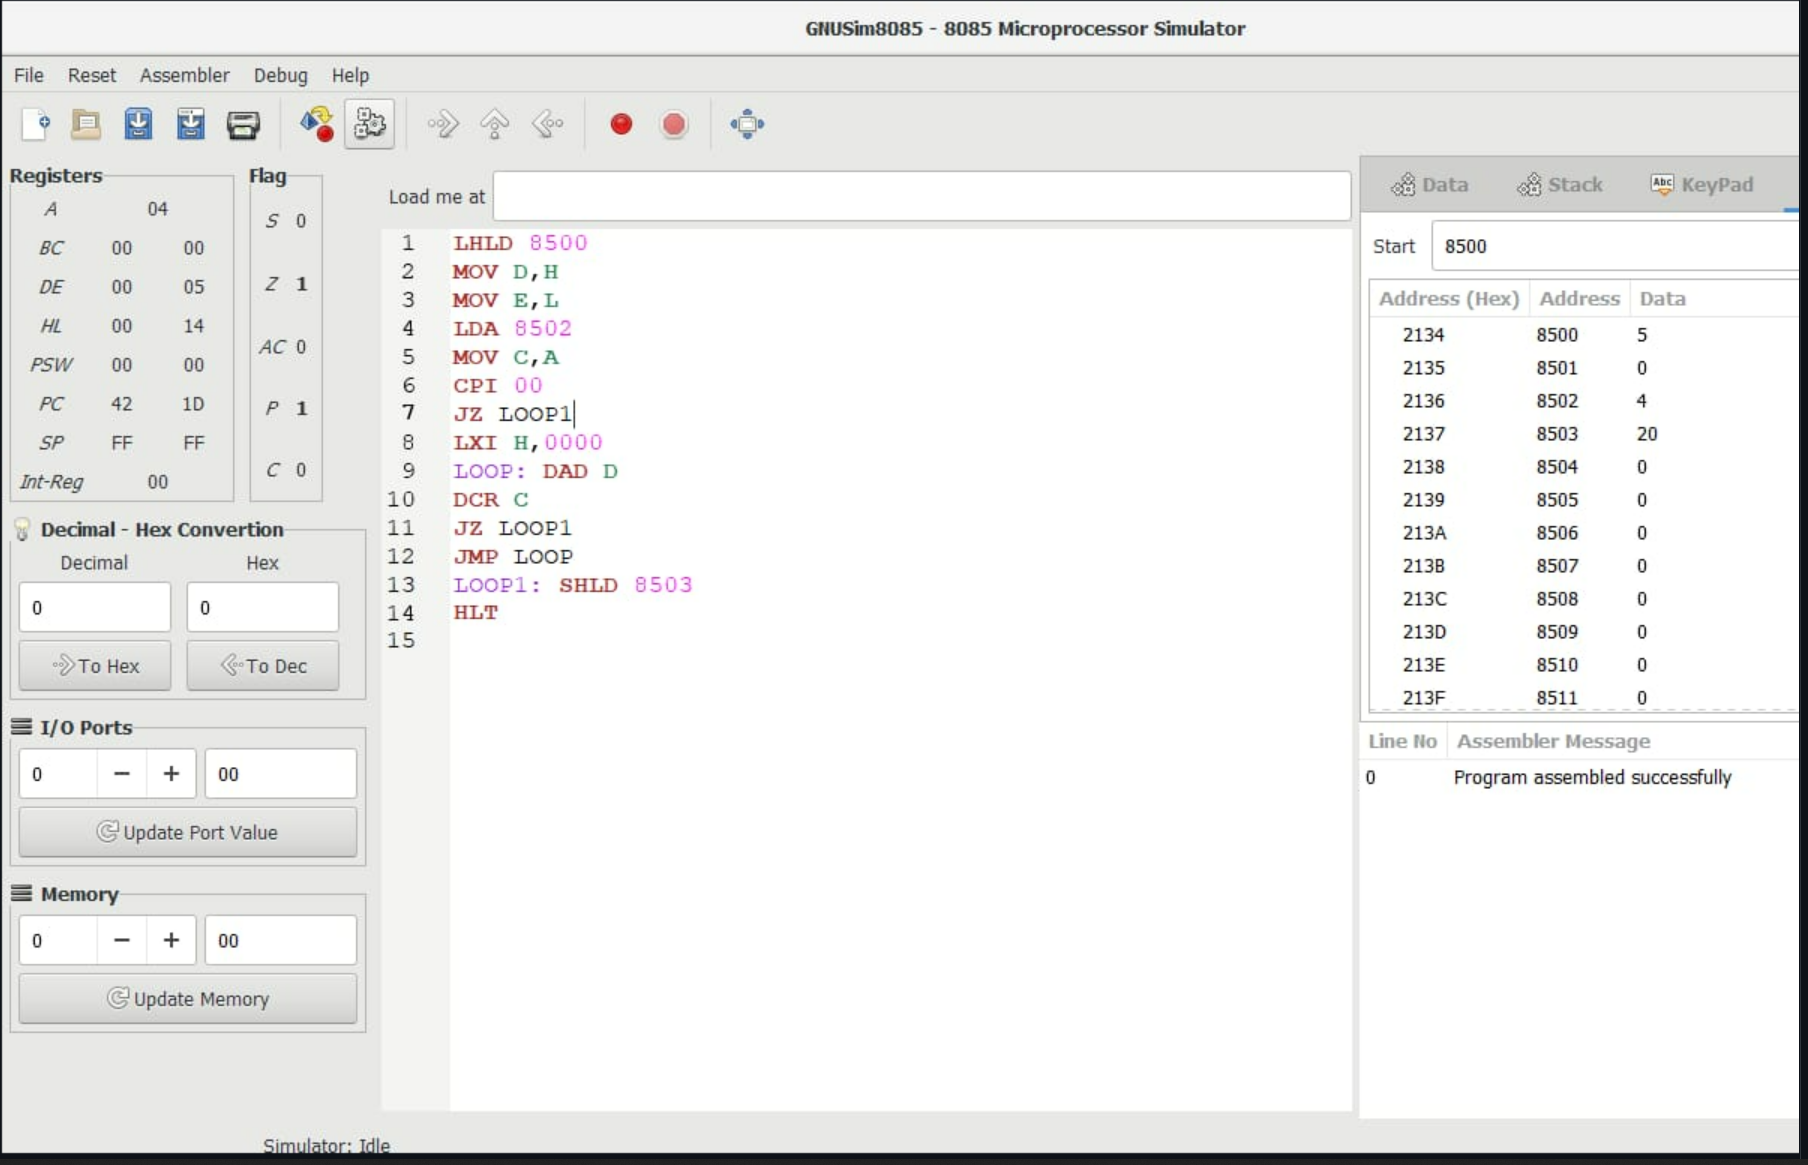 GNUSim8085 - 8085 Microprocessor Simulator
File Reset Assembler Debug Help
Registers
A 04
BC 00 00
DE 00 05
HL 00 14
PSW 00 00
PC 42 1D
SP FF FF
Int-Reg 00
Flag
S 0
Z 1
AC 0
P 1
C 0
Decimal - Hex Convertion
Decimal Hex
0 0
To Hex To Dec
I/O Ports
0 − + 00
Update Port Value
Memory
0 − + 00
Update Memory
Load me at
1 LHLD 8500
2 MOV D,H
3 MOV E,L
4 LDA 8502
5 MOV C,A
6 CPI 00
7 JZ LOOP1
8 LXI H,0000
9 LOOP: DAD D
10 DCR C
11 JZ LOOP1
12 JMP LOOP
13 LOOP1: SHLD 8503
14 HLT
15
Data Stack Abc KeyPad
Start 8500
Address (Hex) Address Data
2134 8500 5
2135 8501 0
2136 8502 4
2137 8503 20
2138 8504 0
2139 8505 0
213A 8506 0
213B 8507 0
213C 8508 0
213D 8509 0
213E 8510 0
213F 8511 0
Line No Assembler Message
0 Program assembled successfully
Simulator: Idle